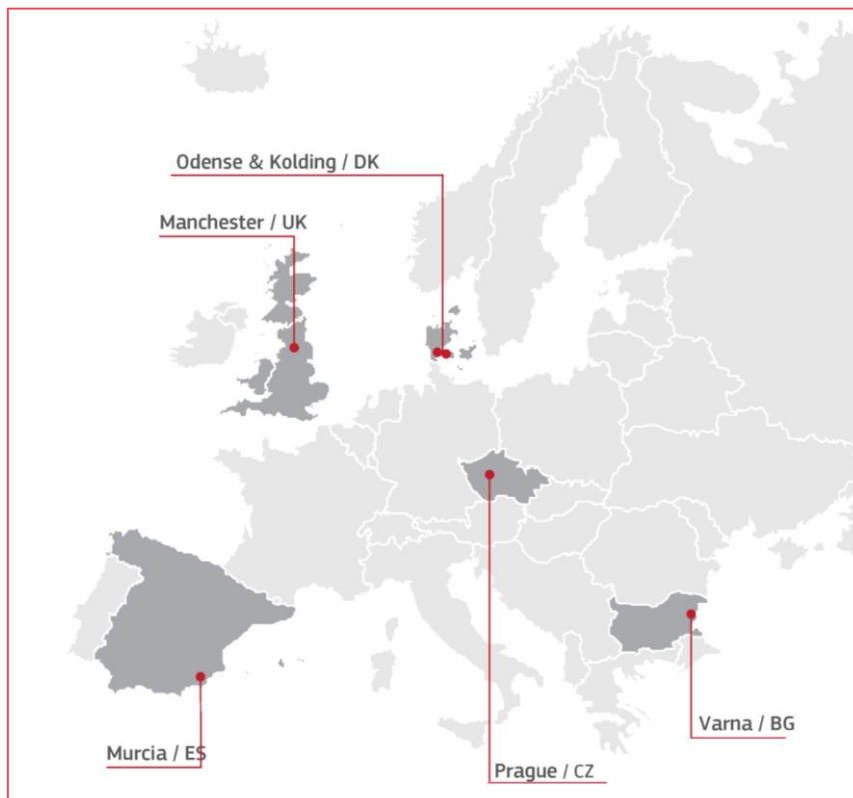 Odense & Kolding / DK
Manchester / UK
Varna / BG
Murcia / ES
Prague / CZ